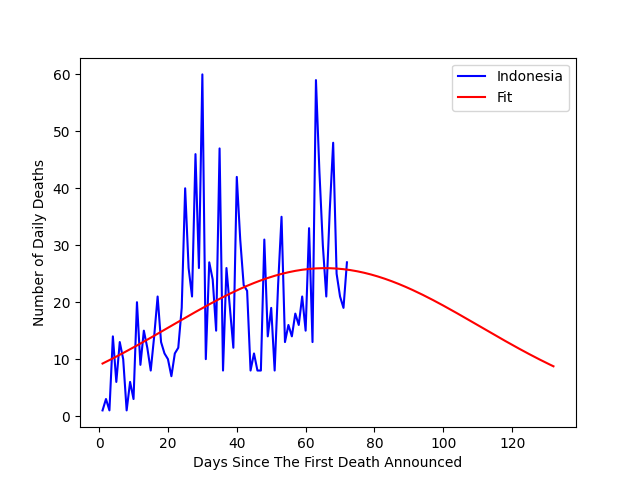 Indonesia
Fit
60
50
40
30
20
10
0
Number of Daily Deaths
0 20 40 60 80 100 120
Days Since The First Death Announced